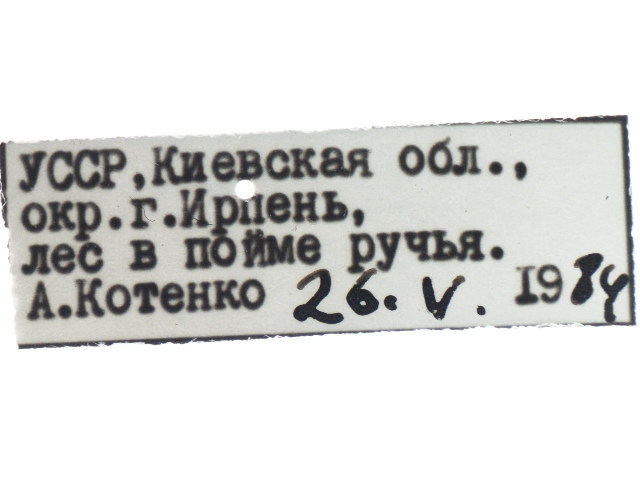 УССР,Киевская обл.,
окр.г.Ирпень,
лес в пойме ручья.
А.Котенко 26.V. 1984